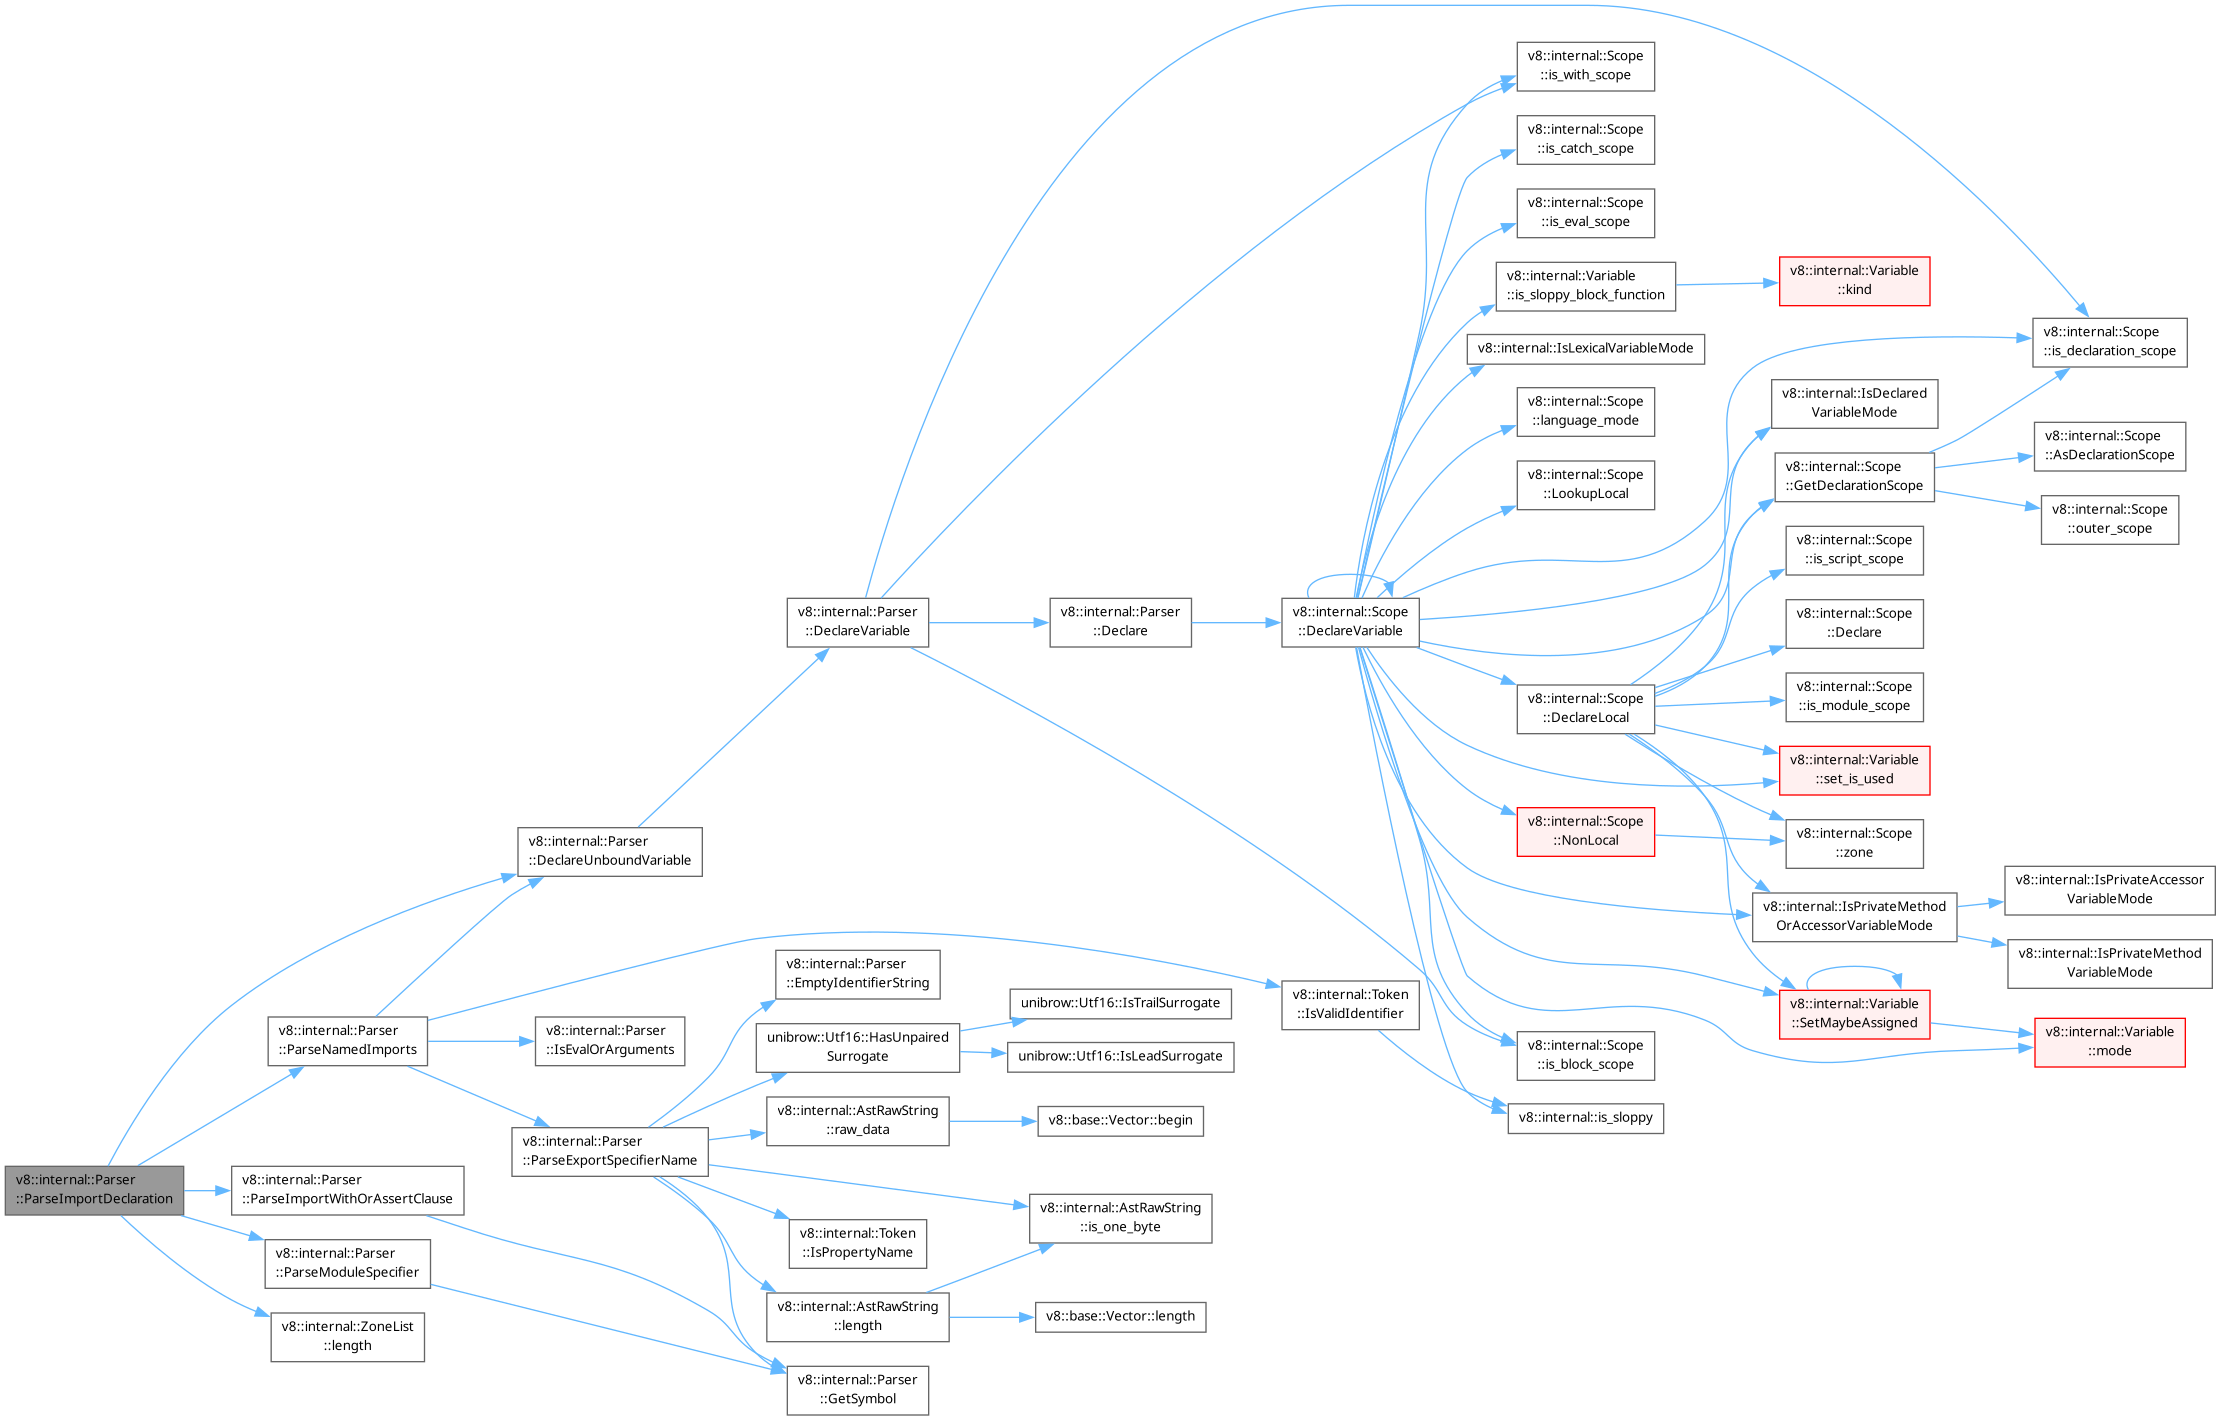 v8::internal::Parser
::ParseImportDeclaration
v8::internal::Parser
::DeclareUnboundVariable
v8::internal::Parser
::DeclareVariable
v8::internal::Parser
::Declare
v8::internal::Scope
::DeclareVariable
v8::internal::Scope
::is_with_scope
v8::internal::Scope
::is_catch_scope
v8::internal::Scope
::is_eval_scope
v8::internal::Variable
::is_sloppy_block_function
v8::internal::Variable
::kind
v8::internal::IsLexicalVariableMode
v8::internal::Scope
::language_mode
v8::internal::Scope
::LookupLocal
v8::internal::Scope
::is_declaration_scope
v8::internal::IsDeclared
VariableMode
v8::internal::Scope
::GetDeclarationScope
v8::internal::Scope
::AsDeclarationScope
v8::internal::Scope
::outer_scope
v8::internal::Scope
::is_script_scope
v8::internal::Scope
::Declare
v8::internal::Scope
::DeclareLocal
v8::internal::Scope
::is_module_scope
v8::internal::Variable
::set_is_used
v8::internal::Scope
::NonLocal
v8::internal::Scope
::zone
v8::internal::IsPrivateMethod
OrAccessorVariableMode
v8::internal::IsPrivateAccessor
VariableMode
v8::internal::IsPrivateMethod
VariableMode
v8::internal::Variable
::SetMaybeAssigned
v8::internal::Variable
::mode
v8::internal::Scope
::is_block_scope
v8::internal::is_sloppy
v8::internal::Token
::IsValidIdentifier
v8::internal::Parser
::ParseNamedImports
v8::internal::Parser
::IsEvalOrArguments
v8::internal::Parser
::ParseExportSpecifierName
v8::internal::Parser
::EmptyIdentifierString
unibrow::Utf16::HasUnpaired
Surrogate
unibrow::Utf16::IsTrailSurrogate
unibrow::Utf16::IsLeadSurrogate
v8::internal::AstRawString
::raw_data
v8::base::Vector::begin
v8::internal::AstRawString
::is_one_byte
v8::internal::Token
::IsPropertyName
v8::internal::AstRawString
::length
v8::base::Vector::length
v8::internal::Parser
::GetSymbol
v8::internal::Parser
::ParseImportWithOrAssertClause
v8::internal::Parser
::ParseModuleSpecifier
v8::internal::ZoneList
::length